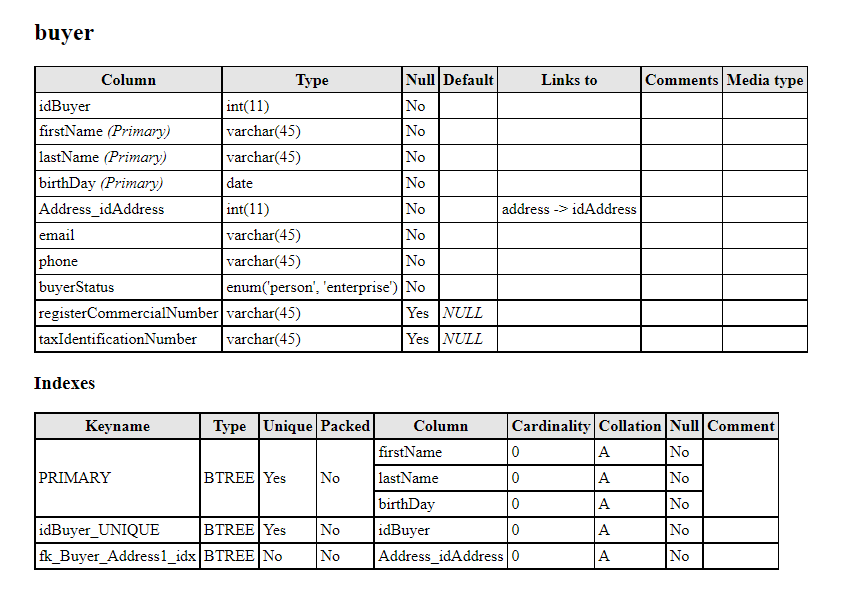 buyer
Column Type Null Default Links to Comments Media type
idBuyer int(11) No
firstName (Primary) varchar(45) No
lastName (Primary) varchar(45) No
birthDay (Primary) date No
Address_idAddress int(11) No address -> idAddress
email varchar(45) No
phone varchar(45) No
buyerStatus enum('person', 'enterprise') No
registerCommercialNumber varchar(45) Yes NULL
taxIdentificationNumber varchar(45) Yes NULL
Indexes
Keyname Type Unique Packed Column Cardinality Collation Null Comment
firstName 0 A No
PRIMARY BTREE Yes No lastName 0 A No
birthDay 0 A No
idBuyer_UNIQUE BTREE Yes No idBuyer 0 A No
fk_Buyer_Address1_idx BTREE No No Address_idAddress 0 A No